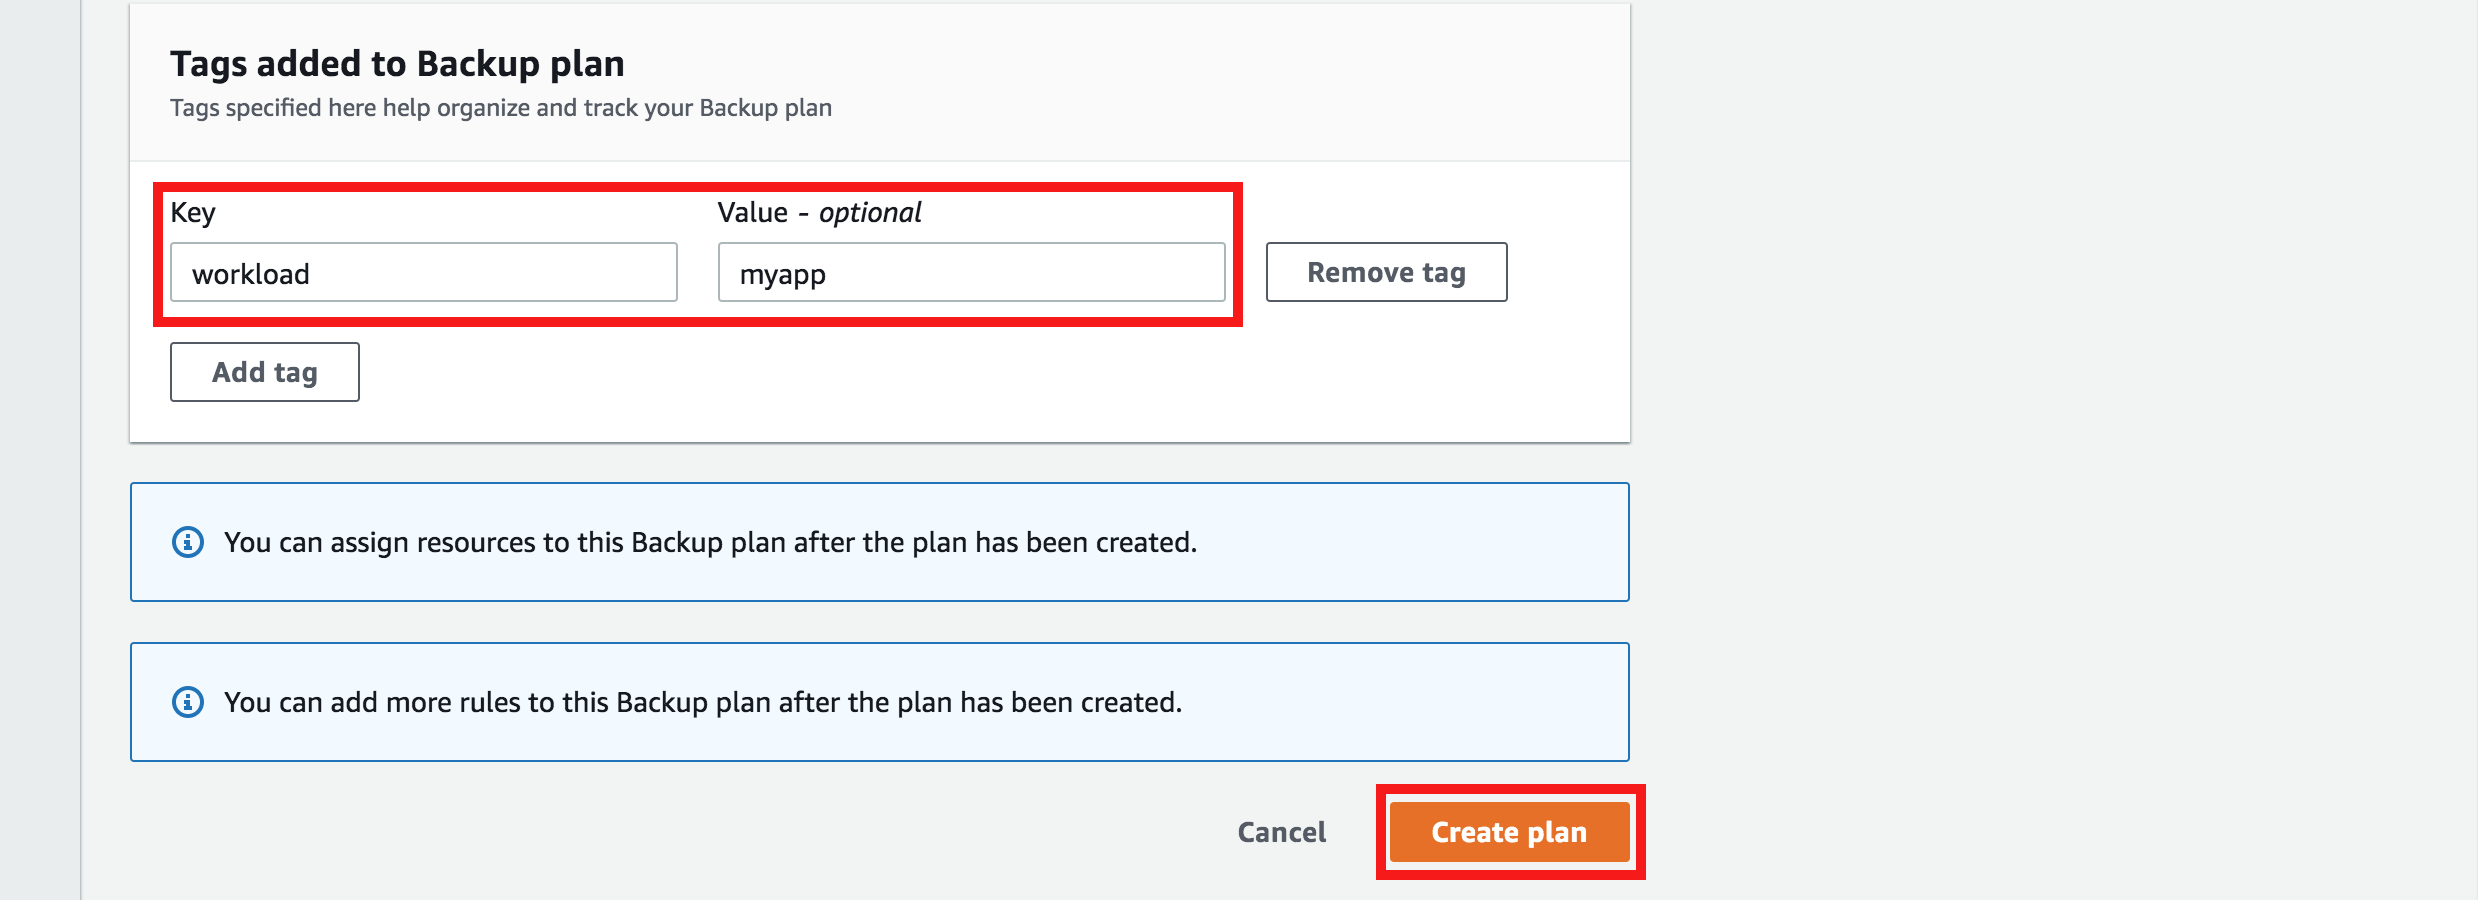 Tags added to Backup plan
Tags specified here help organize and track your Backup plan
Key
Value - optional
workload
myapp
Remove tag
Add tag
You can assign resources to this Backup plan after the plan has been created.
You can add more rules to this Backup plan after the plan has been created.
Cancel
Create plan